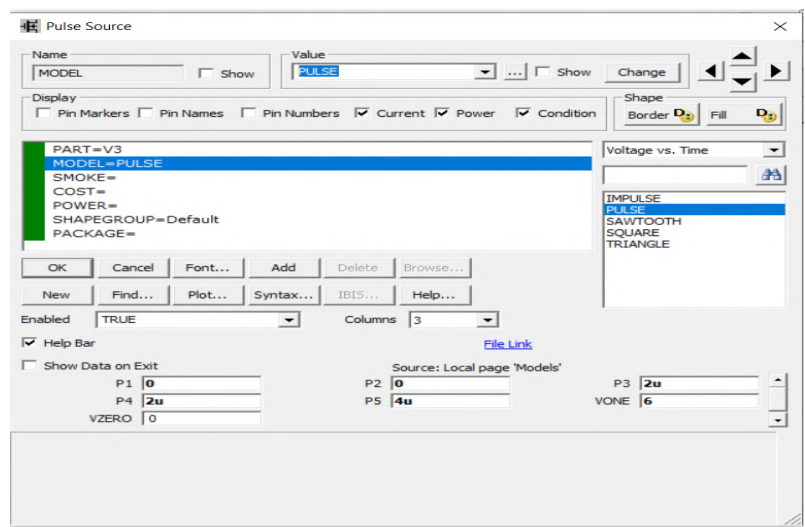 Pulse Source
Name
MODEL
Show
Value
PULSE
...
Show
Change
Display
Pin Markers
Pin Names
Pin Numbers
Current
Power
Condition
Shape
Border
Fill
PART=V3
MODEL=PULSE
SMOKE=
COST=
POWER=
SHAPEGROUP=Default
PACKAGE=
Voltage vs. Time
IMPULSE
PULSE
SAWTOOTH
SQUARE
TRIANGLE
OK
Cancel
Font...
Add
Delete
Browse...
New
Find...
Plot...
Syntax...
IBIS...
Help...
Enabled
TRUE
Columns
3
Help Bar
File Link
Show Data on Exit
Source: Local page 'Models'
P1 0
P2 0
P3 2u
P4 2u
P5 4u
VONE 6
VZERO 0